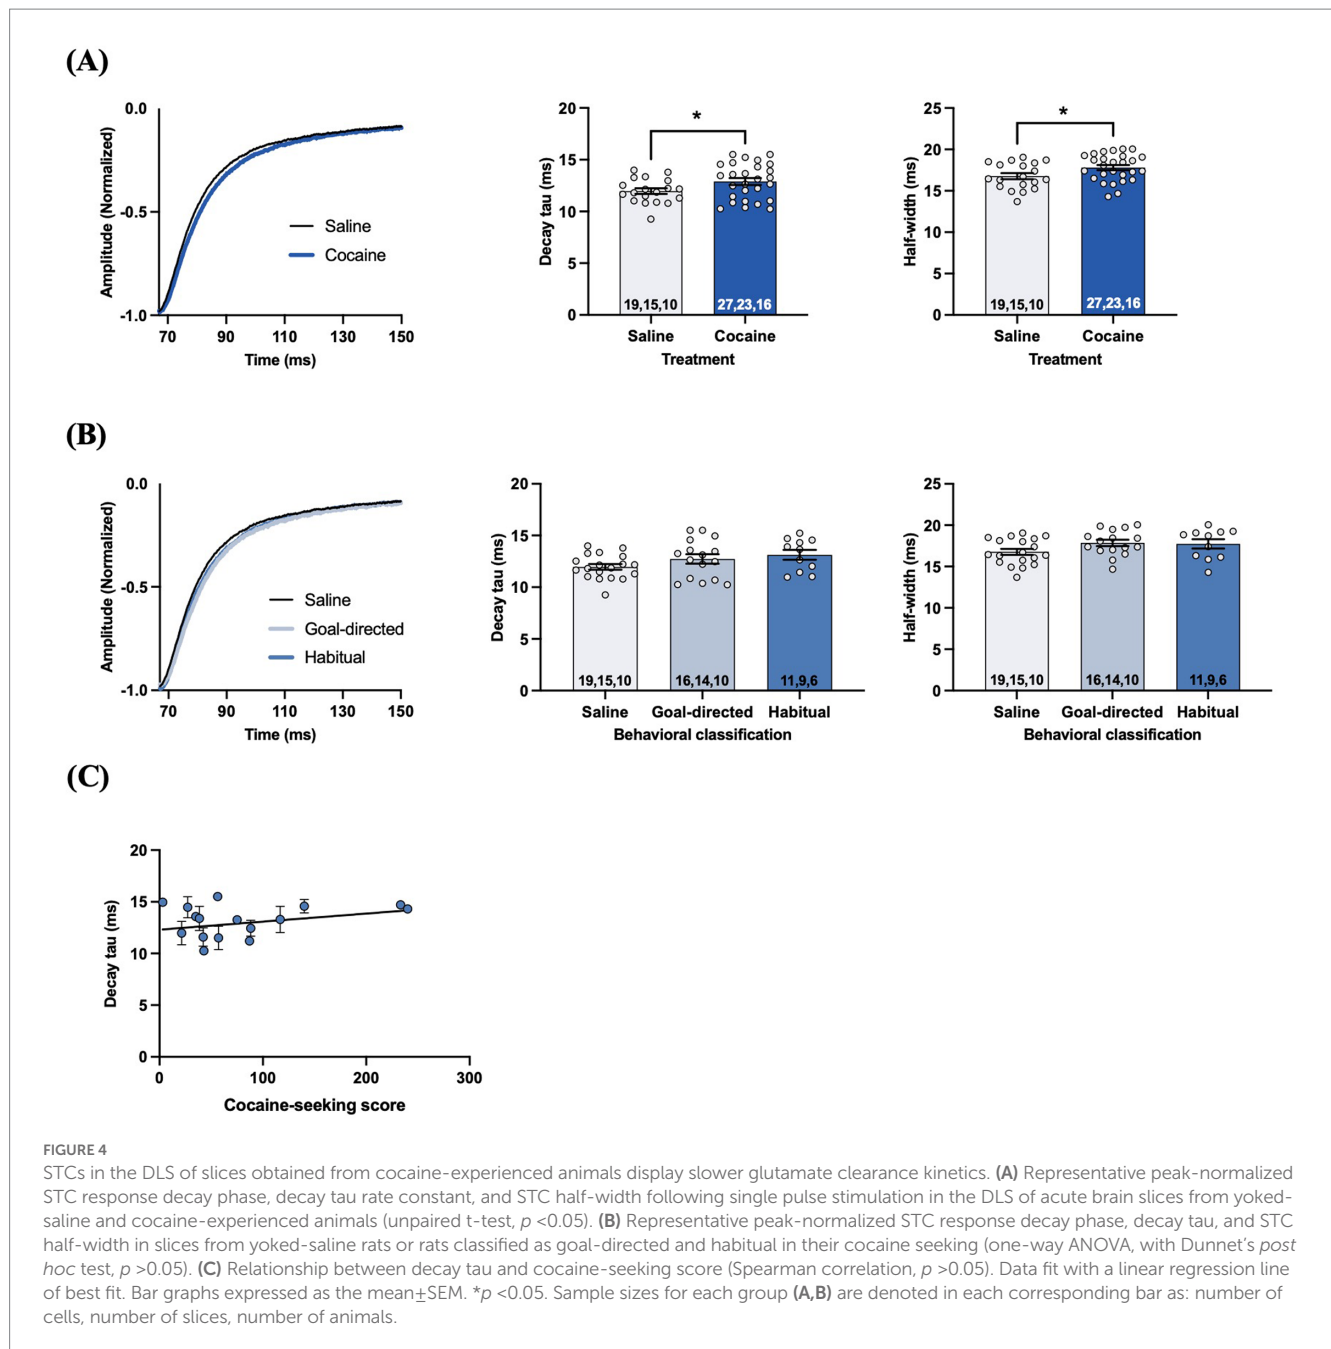 (A)
0.0
-0.5
-1.0
Amplitude (Normalized)
Saline
Cocaine
70 90 110 130 150
Time (ms)
20
15
10
5
0
Decay tau (ms)
*
19,15,10 27,23,16
Saline Cocaine
Treatment
25
20
15
10
5
0
Half-width (ms)
*
19,15,10 27,23,16
Saline Cocaine
Treatment
(B)
0.0
-0.5
-1.0
Amplitude (Normalized)
Saline
Goal-directed
Habitual
70 90 110 130 150
Time (ms)
20
15
10
5
0
Decay tau (ms)
19,15,10 16,14,10 11,9,6
Saline Goal-directed Habitual
Behavioral classification
25
20
15
10
5
0
Half-width (ms)
19,15,10 16,14,10 11,9,6
Saline Goal-directed Habitual
Behavioral classification
(C)
20
15
10
5
0
Decay tau (ms)
0 100 200 300
Cocaine-seeking score
FIGURE 4
STCs in the DLS of slices obtained from cocaine-experienced animals display slower glutamate clearance kinetics. (A) Representative peak-normalized
STC response decay phase, decay tau rate constant, and STC half-width following single pulse stimulation in the DLS of acute brain slices from yoked-
saline and cocaine-experienced animals (unpaired t-test, p <0.05). (B) Representative peak-normalized STC response decay phase, decay tau, and STC
half-width in slices from yoked-saline rats or rats classified as goal-directed and habitual in their cocaine seeking (one-way ANOVA, with Dunnet's post
hoc test, p >0.05). (C) Relationship between decay tau and cocaine-seeking score (Spearman correlation, p >0.05). Data fit with a linear regression line
of best fit. Bar graphs expressed as the mean±SEM. *p <0.05. Sample sizes for each group (A,B) are denoted in each corresponding bar as: number of
cells, number of slices, number of animals.